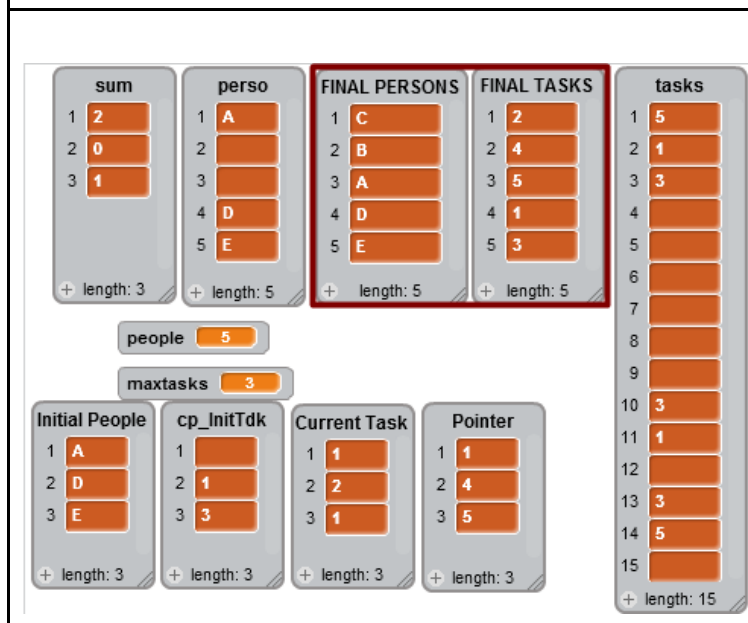 sum
1 2
2 0
3 1
+ length: 3
perso
1 A
2
3
4 D
5 E
+ length: 5
FINAL PERSONS
1 C
2 B
3 A
4 D
5 E
+ length: 5
FINAL TASKS
1 2
2 4
3 5
4 1
5 3
+ length: 5
tasks
1 5
2 1
3 3
4
5
6
7
8
9
10 3
11 1
12
13 3
14 5
15
+ length: 15
people 5
maxtasks 3
Initial People
1 A
2 D
3 E
+ length: 3
cp_InitTdk
1
2 1
3 3
+ length: 3
Current Task
1 1
2 2
3 1
+ length: 3
Pointer
1 1
2 4
3 5
+ length: 3